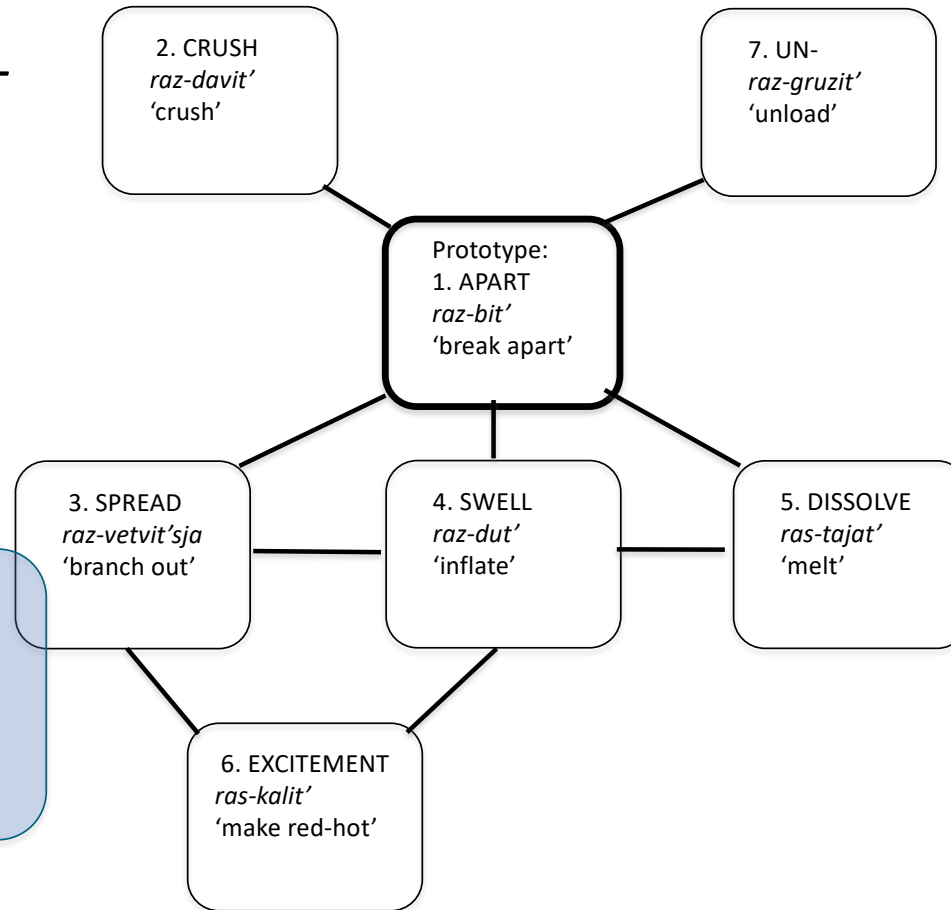 2. CRUSH
raz-davit’
‘crush’
7. UN-
raz-gruzit’
‘unload’
Prototype:
1. APART
raz-bit’
‘break apart’
3. SPREAD
raz-vetvit'sja
‘branch out’
4. SWELL
raz-dut’
‘inflate’
5. DISSOLVE
ras-tajat’
‘melt’
6. EXCITEMENT
ras-kalit’
‘make red-hot’